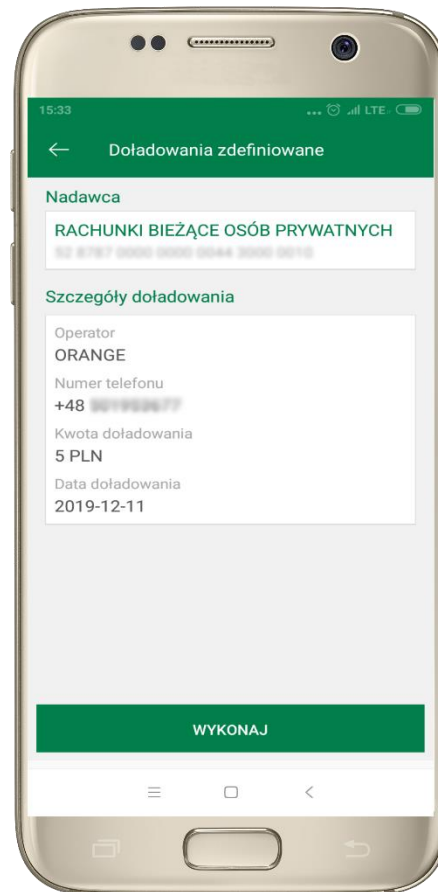 15:33
... LTE
Doładowania zdefiniowane
Nadawca
RACHUNKI BIEŻĄCE OSÓB PRYWATNYCH
Szczegóły doładowania
Operator
ORANGE
Numer telefonu
+48
Kwota doładowania
5 PLN
Data doładowania
2019-12-11
WYKONAJ